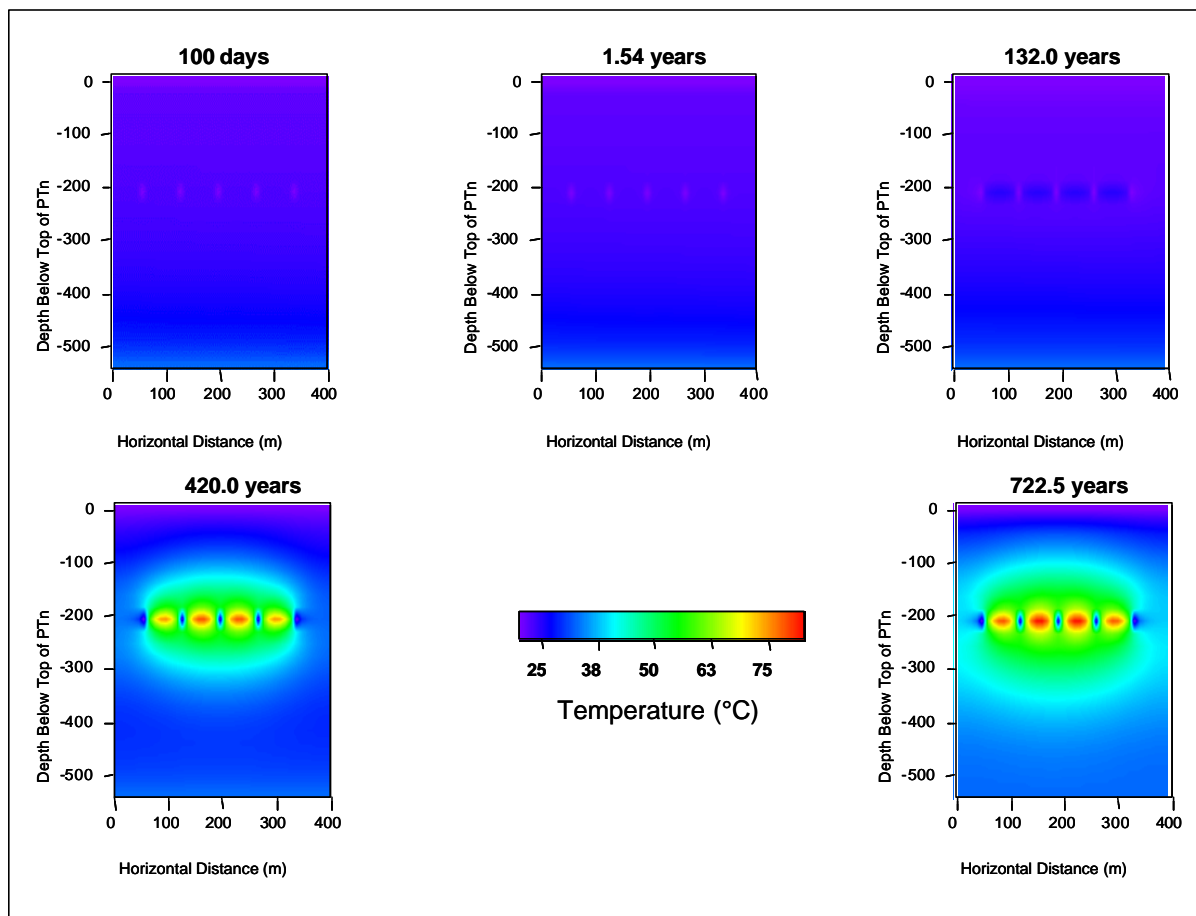 100 days
0
-100
-200
-300
-400
-500
Depth Below Top of PTn
0 100 200 300 400
Horizontal Distance (m)
1.54 years
0
-100
-200
-300
-400
-500
Depth Below Top of PTn
0 100 200 300 400
Horizontal Distance (m)
132.0 years
0
-100
-200
-300
-400
-500
Depth Below Top of PTn
0 100 200 300 400
Horizontal Distance (m)
420.0 years
0
-100
-200
-300
-400
-500
Depth Below Top of PTn
0 100 200 300 400
Horizontal Distance (m)
25 38 50 63 75
Temperature (°C)
722.5 years
0
-100
-200
-300
-400
-500
Depth Below Top of PTn
0 100 200 300 400
Horizontal Distance (m)